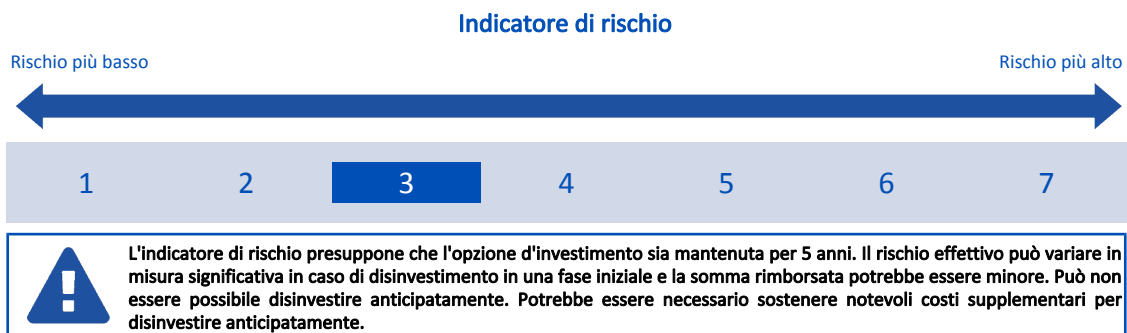 Indicatore di rischio
Rischio più basso
Rischio più alto
1 2 3 4 5 6 7
L'indicatore di rischio presuppone che l'opzione d'investimento sia mantenuta per 5 anni. Il rischio effettivo può variare in
misura significativa in caso di disinvestimento in una fase iniziale e la somma rimborsata potrebbe essere minore. Può non
essere possibile disinvestire anticipatamente. Potrebbe essere necessario sostenere notevoli costi supplementari per
disinvestire anticipatamente.